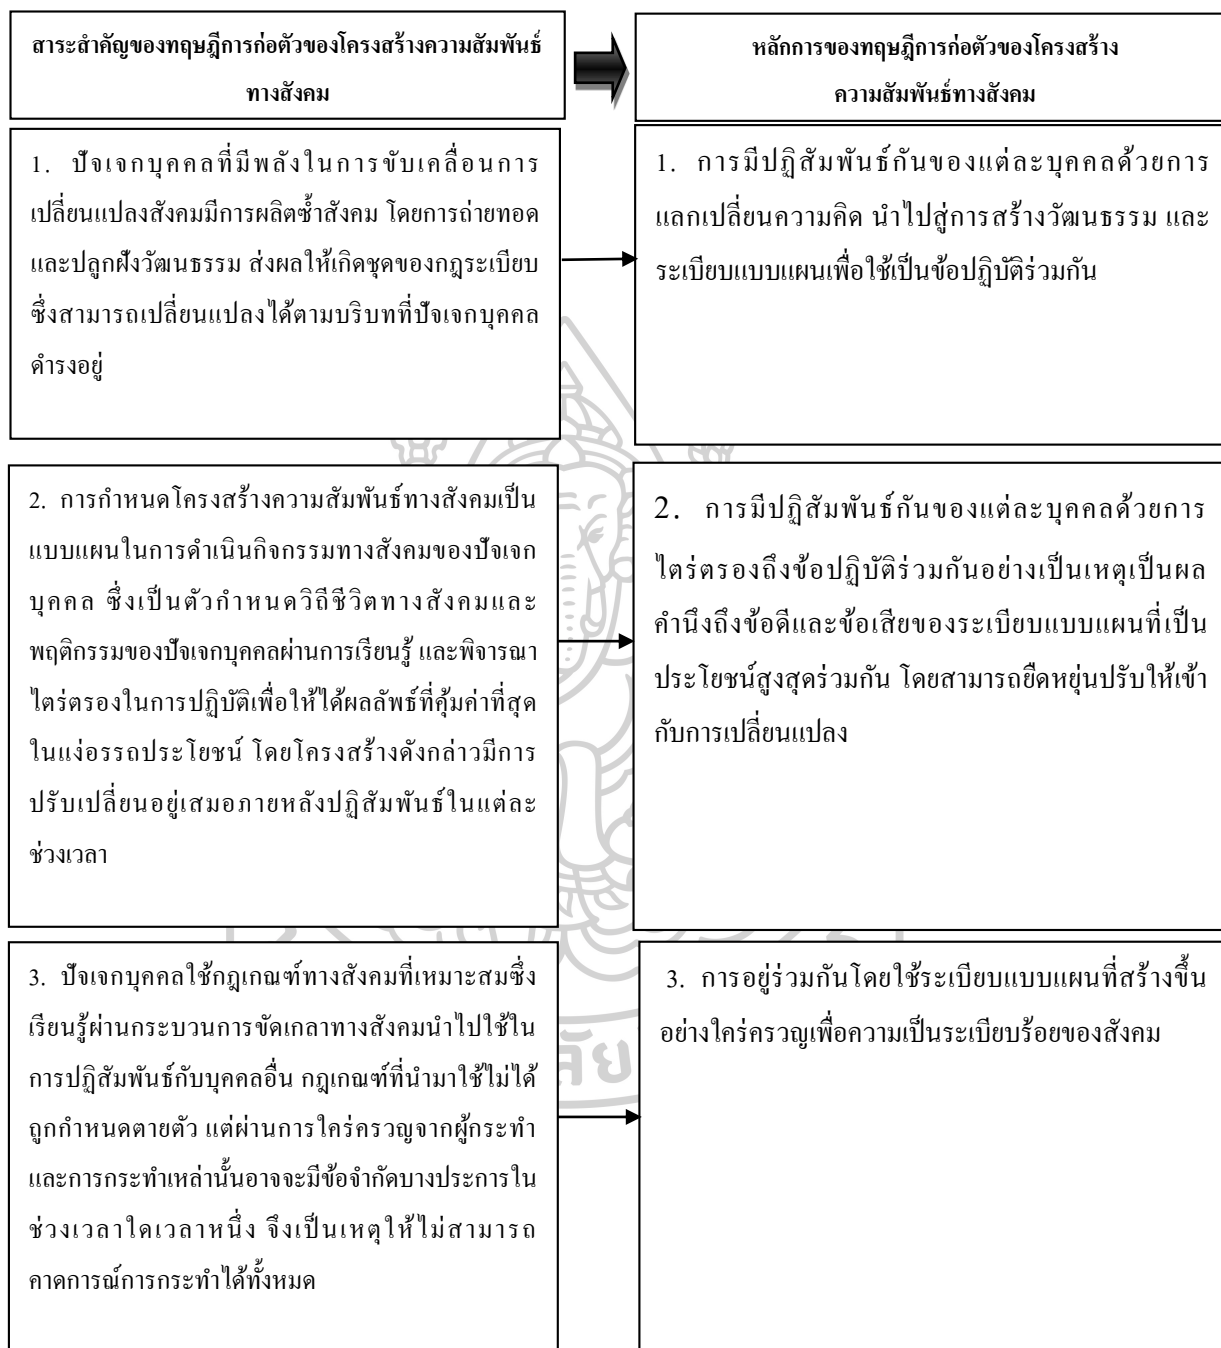 สาระสำคัญของทฤษฎีการก่อตัวของโครงสร้างความสัมพันธ์
ทางสังคม
หลักการของทฤษฎีการก่อตัวของโครงสร้าง
ความสัมพันธ์ทางสังคม
1. ปัจเจกบุคคลที่มีพลังในการขับเคลื่อนการ
เปลี่ยนแปลงสังคมมีการผลิตซ้ำสังคม โดยการถ่ายทอด
และปลูกฝังวัฒนธรรม ส่งผลให้เกิดชุดของกฎระเบียบ
ซึ่งสามารถเปลี่ยนแปลงได้ตามบริบทที่ปัจเจกบุคคล
ดำรงอยู่
1. การมีปฏิสัมพันธ์กันของแต่ละบุคคลด้วยการ
แลกเปลี่ยนความคิด นำไปสู่การสร้างวัฒนธรรม และ
ระเบียบแบบแผนเพื่อใช้เป็นข้อปฏิบัติร่วมกัน
2. การกำหนดโครงสร้างความสัมพันธ์ทางสังคมเป็น
แบบแผนในการดำเนินกิจกรรมทางสังคมของปัจเจก
บุคคล ซึ่งเป็นตัวกำหนดวิถีชีวิตทางสังคมและ
พฤติกรรมของปัจเจกบุคคลผ่านการเรียนรู้ และพิจารณา
ไตร่ตรองในการปฏิบัติเพื่อให้ได้ผลลัพธ์ที่คุ้มค่าที่สุด
ในแง่อรรถประโยชน์ โดยโครงสร้างดังกล่าวมีการ
ปรับเปลี่ยนอยู่เสมอภายหลังปฏิสัมพันธ์ในแต่ละ
ช่วงเวลา
2. การมีปฏิสัมพันธ์กันของแต่ละบุคคลด้วยการ
ไตร่ตรองถึงข้อปฏิบัติร่วมกันอย่างเป็นเหตุเป็นผล
คำนึงถึงข้อดีและข้อเสียของระเบียบแบบแผนที่เป็น
ประโยชน์สูงสุดร่วมกัน โดยสามารถยืดหยุ่นปรับให้เข้า
กับการเปลี่ยนแปลง
3. ปัจเจกบุคคลใช้กฎเกณฑ์ทางสังคมที่เหมาะสมซึ่ง
เรียนรู้ผ่านกระบวนการขัดเกลาทางสังคมนำไปใช้ใน
การปฏิสัมพันธ์กับบุคคลอื่น กฎเกณฑ์ที่นำมาใช้ไม่ได้
ถูกกำหนดตายตัว แต่ผ่านการใคร่ครวญจากผู้กระทำ
และการกระทำเหล่านั้นอาจจะมีข้อจำกัดบางประการใน
ช่วงเวลาใดเวลาหนึ่ง จึงเป็นเหตุให้ไม่สามารถ
คาดการณ์การกระทำได้ทั้งหมด
3. การอยู่ร่วมกันโดยใช้ระเบียบแบบแผนที่สร้างขึ้น
อย่างใคร่ครวญเพื่อความเป็นระเบียบร้อยของสังคม